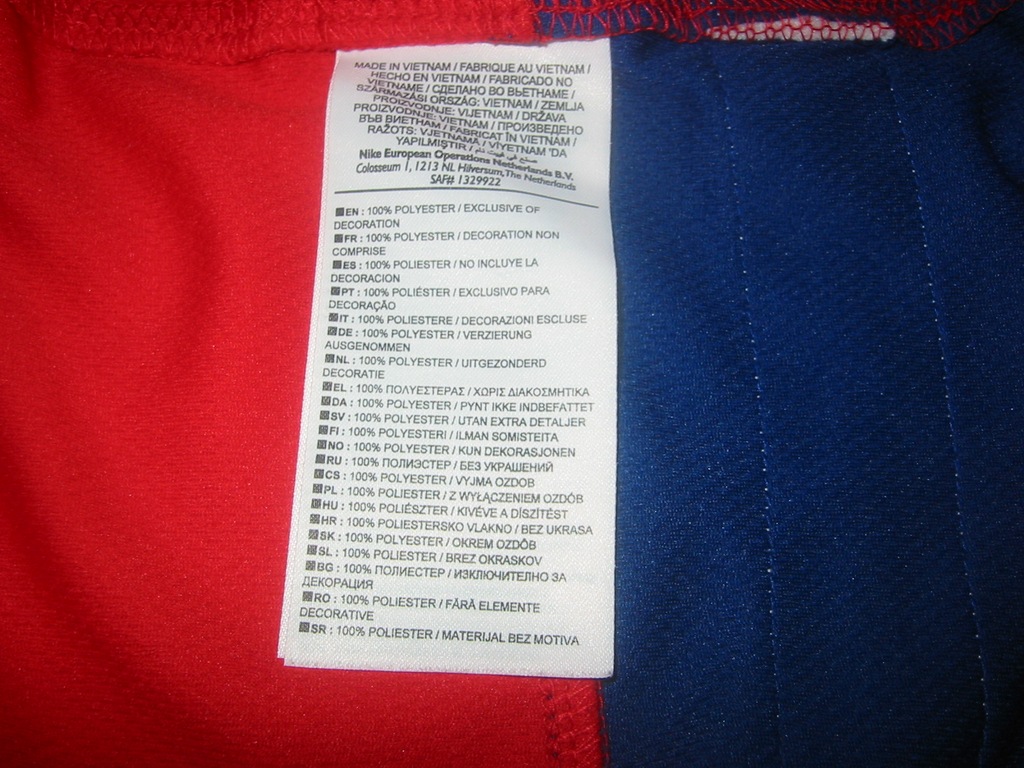 MADE IN VIETNAM / FABRIQUE AU VIETNAM /
HECHO EN VIETNAM / FABRICADO NO
VIETNAME / СДЕЛАНО ВО ВЬЕТНАМЕ /
SZÁRMAZÁSI ORSZÁG: VIETNAM / ZEMLJA
PROIZVODNJE: VIJETNAM / DRŽAVA
PROIZVODNJE: VIETNAM / ПРОИЗВЕДЕНО
ВЪВ ВИЕТНАМ / FABRICAT ÎN VIETNAM /
RAŽOTS: VJETNAMĀ / VİYETNAM 'DA
YAPILMIŞTIR / صنع في فيت نام
Nike European Operations Netherlands B.V.
Colosseum 1, 1213 NL Hilversum, The Netherlands
SAF# 1329922
EN : 100% POLYESTER / EXCLUSIVE OF
DECORATION
FR : 100% POLYESTER / DECORATION NON
COMPRISE
ES : 100% POLIESTER / NO INCLUYE LA
DECORACION
PT : 100% POLIÉSTER / EXCLUSIVO PARA
DECORAÇÃO
IT : 100% POLIESTERE / DECORAZIONI ESCLUSE
DE : 100% POLYESTER / VERZIERUNG
AUSGENOMMEN
NL : 100% POLYESTER / UITGEZONDERD
DECORATIE
EL : 100% ΠΟΛΥΕΣΤΕΡΑΣ / ΧΩΡΙΣ ΔΙΑΚΟΣΜΗΤΙΚΑ
DA : 100% POLYESTER / PYNT IKKE INDBEFATTET
SV : 100% POLYESTER / UTAN EXTRA DETALJER
FI : 100% POLYESTERI / ILMAN SOMISTEITA
NO : 100% POLYESTER / KUN DEKORASJONEN
RU : 100% ПОЛИЭСТЕР / БЕЗ УКРАШЕНИЙ
CS : 100% POLYESTER / VYJMA OZDOB
PL : 100% POLIESTER / Z WYŁĄCZENIEM OZDÓB
HU : 100% POLIÉSZTER / KIVÉVE A DÍSZÍTÉST
HR : 100% POLIESTERSKO VLAKNO / BEZ UKRASA
SK : 100% POLYESTER / OKREM OZDÔB
SL : 100% POLIESTER / BREZ OKRASKOV
BG : 100% ПОЛИЕСТЕР / ИЗКЛЮЧИТЕЛНО ЗА
ДЕКОРАЦИЯ
RO : 100% POLIESTER / FĂRĂ ELEMENTE
DECORATIVE
SR : 100% POLIESTER / MATERIJAL BEZ MOTIVA